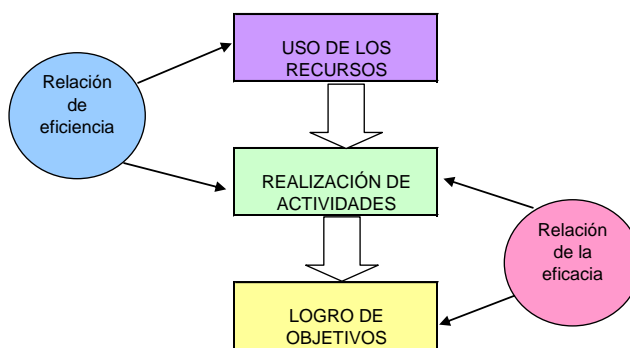 USO DE LOS
RECURSOS
Relación
de
eficiencia
REALIZACIÓN DE
ACTIVIDADES
Relación
de la
eficacia
LOGRO DE
OBJETIVOS